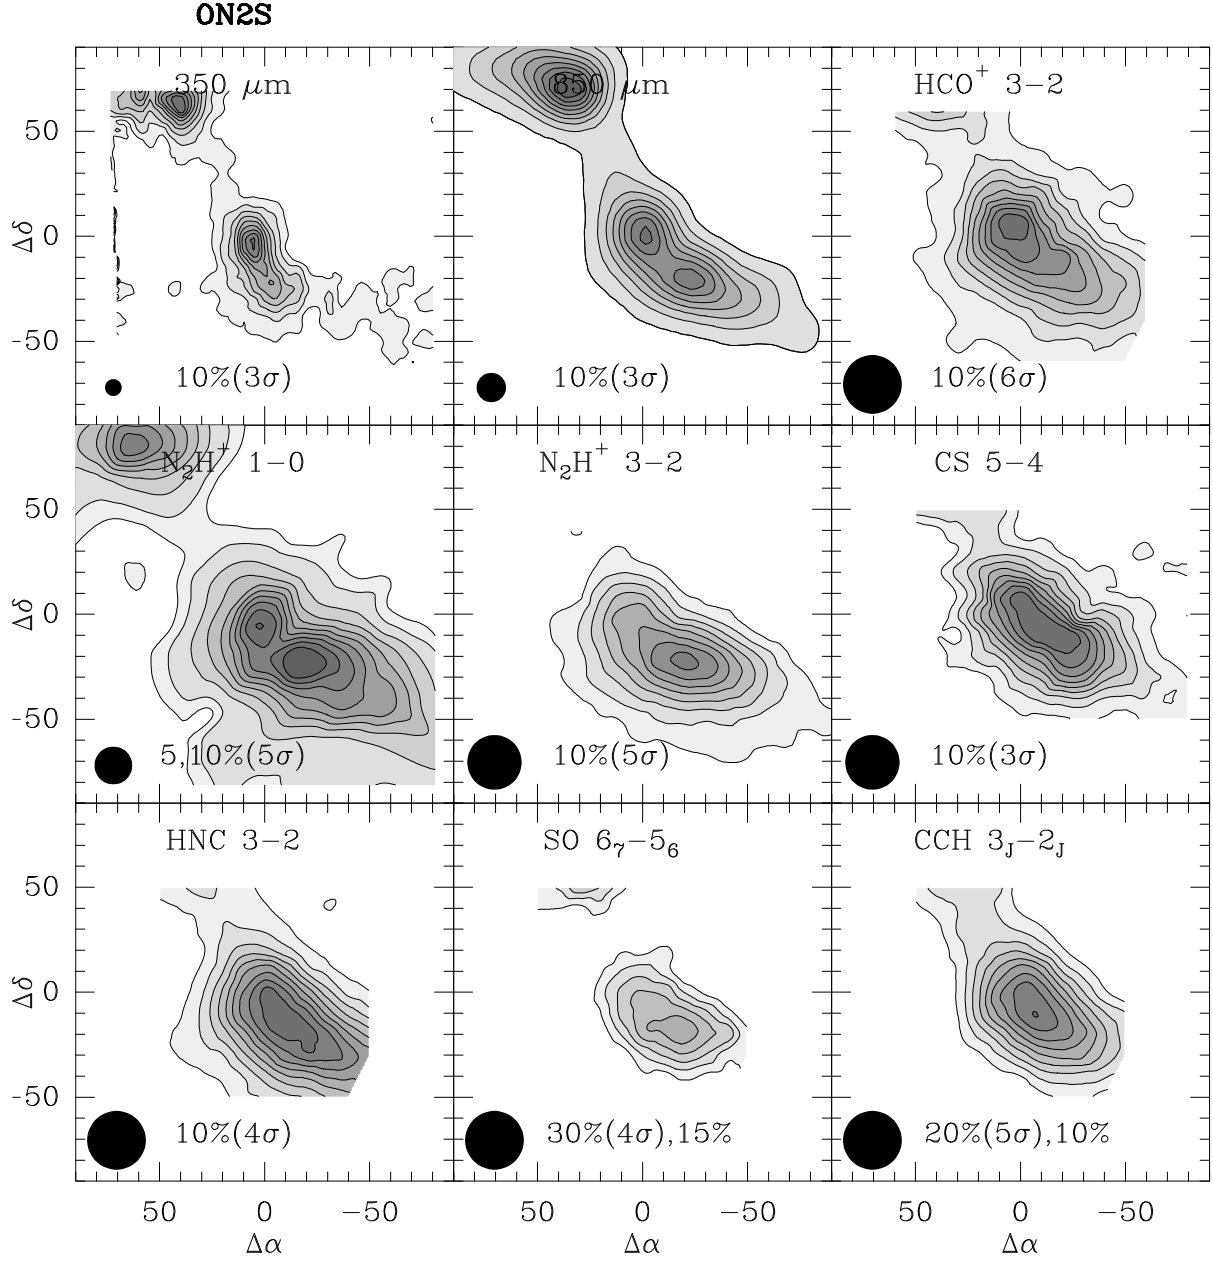 ON2S
350 μm
850 μm
HCO⁺ 3−2
50
Δδ 0
-50
10%(3σ)
10%(3σ)
10%(6σ)
N₂H⁺ 1−0
N₂H⁺ 3−2
CS 5−4
50
Δδ 0
-50
5,10%(5σ)
10%(5σ)
10%(3σ)
HNC 3−2
SO 6₇−5₆
CCH 3_J−2_J
50
Δδ 0
-50
10%(4σ)
30%(4σ),15%
20%(5σ),10%
50 0 −50
50 0 −50
50 0 −50
Δα
Δα
Δα